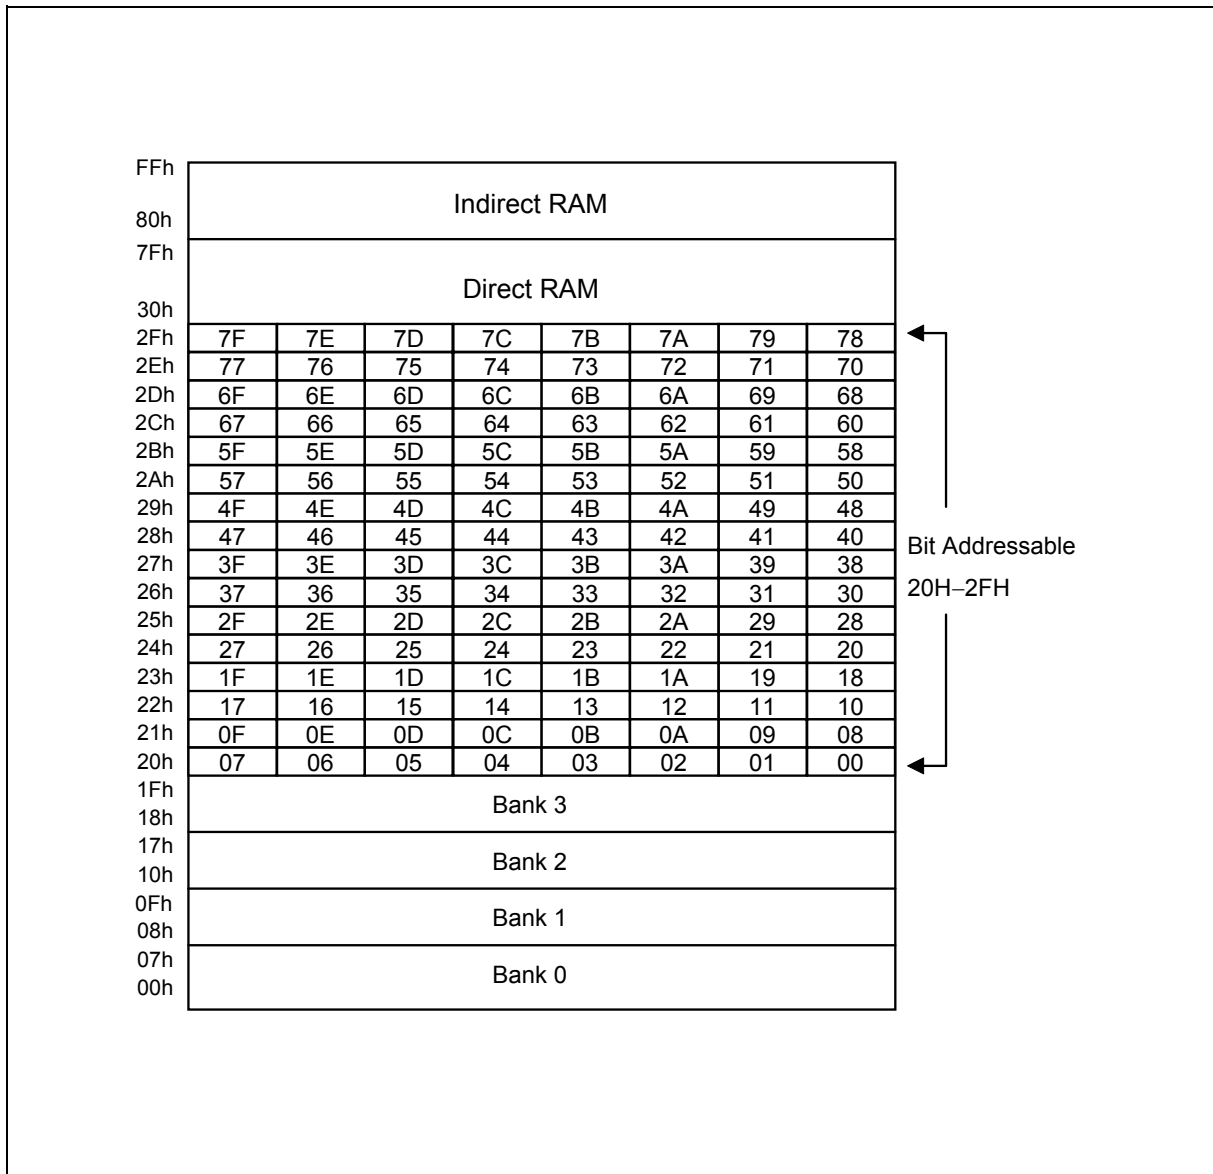 FFh
Indirect RAM
80h
7Fh
Direct RAM
30h
2Fh 7F 7E 7D 7C 7B 7A 79 78
2Eh 77 76 75 74 73 72 71 70
2Dh 6F 6E 6D 6C 6B 6A 69 68
2Ch 67 66 65 64 63 62 61 60
2Bh 5F 5E 5D 5C 5B 5A 59 58
2Ah 57 56 55 54 53 52 51 50
29h 4F 4E 4D 4C 4B 4A 49 48
28h 47 46 45 44 43 42 41 40
27h 3F 3E 3D 3C 3B 3A 39 38
26h 37 36 35 34 33 32 31 30
25h 2F 2E 2D 2C 2B 2A 29 28
24h 27 26 25 24 23 22 21 20
23h 1F 1E 1D 1C 1B 1A 19 18
22h 17 16 15 14 13 12 11 10
21h 0F 0E 0D 0C 0B 0A 09 08
20h 07 06 05 04 03 02 01 00
Bit Addressable
20H–2FH
1Fh
Bank 3
18h
17h
Bank 2
10h
0Fh
Bank 1
08h
07h
Bank 0
00h